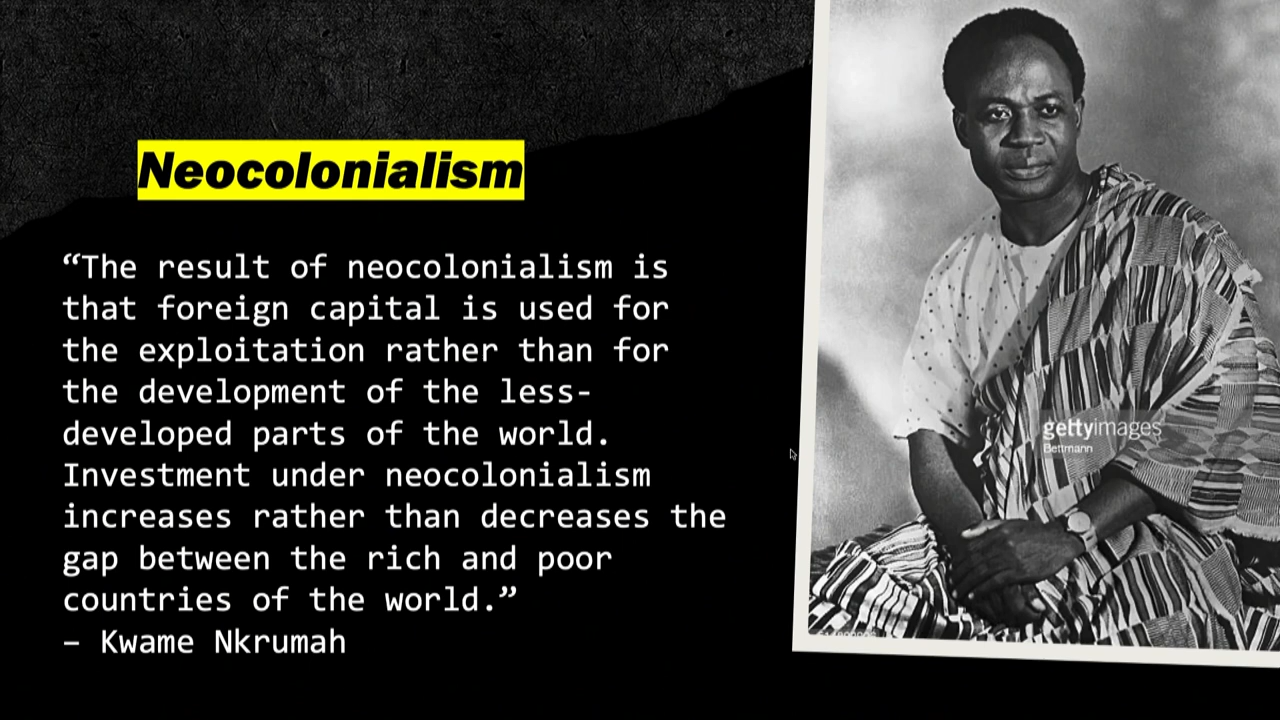 Neocolonialism
“The result of neocolonialism is
that foreign capital is used for
the exploitation rather than for
the development of the less-
developed parts of the world.
Investment under neocolonialism
increases rather than decreases the
gap between the rich and poor
countries of the world.”
– Kwame Nkrumah
gettyimages
Bettmann